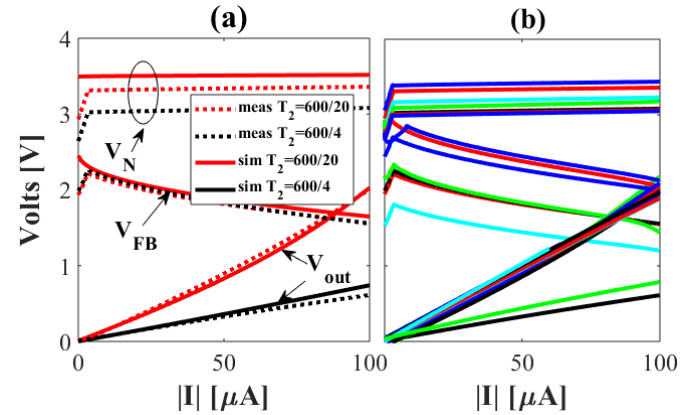 (a)
(b)
4
3
2
1
0
Volts [V]
meas T2=600/20
meas T2=600/4
sim T2=600/20
sim T2=600/4
VN
VFB
Vout
0
50
100
50
100
|I| [μA]
|I| [μA]